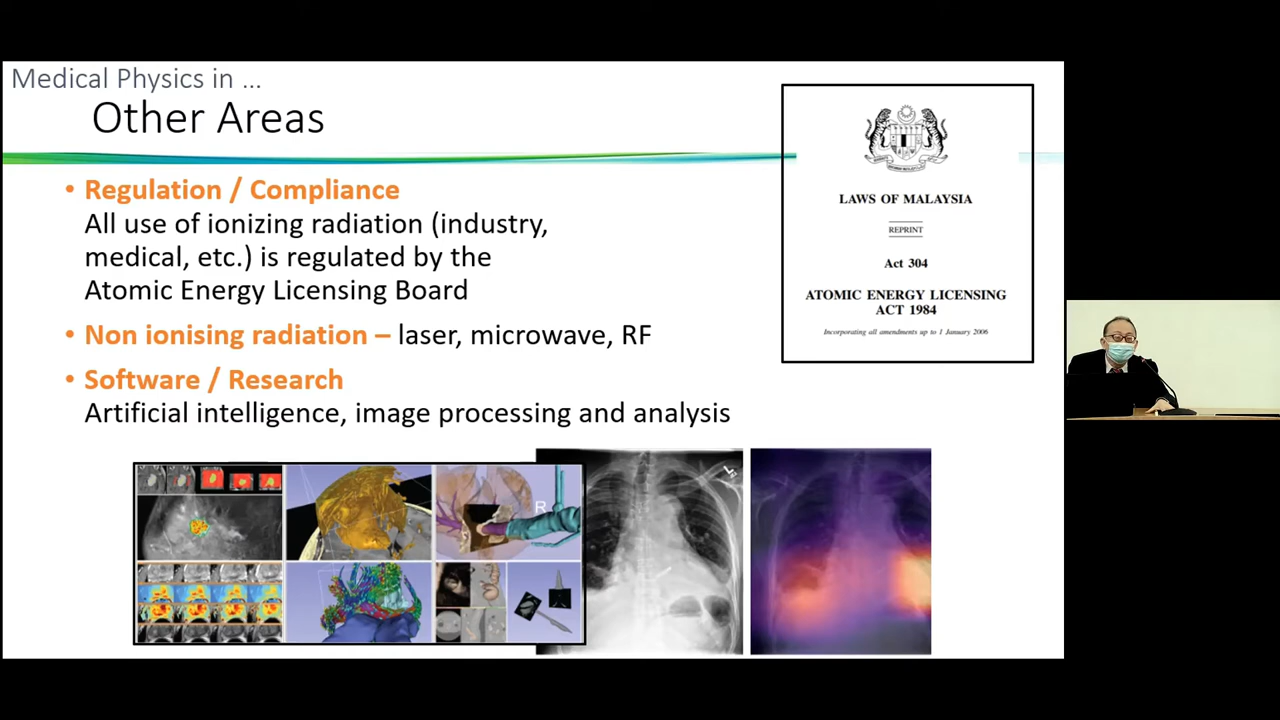 Medical Physics in ...
Other Areas
• Regulation / Compliance
All use of ionizing radiation (industry,
medical, etc.) is regulated by the
Atomic Energy Licensing Board
• Non ionising radiation – laser, microwave, RF
• Software / Research
Artificial intelligence, image processing and analysis
LAWS OF MALAYSIA
REPRINT
Act 304
ATOMIC ENERGY LICENSING
ACT 1984
Incorporating all amendments up to 1 January 2006
R